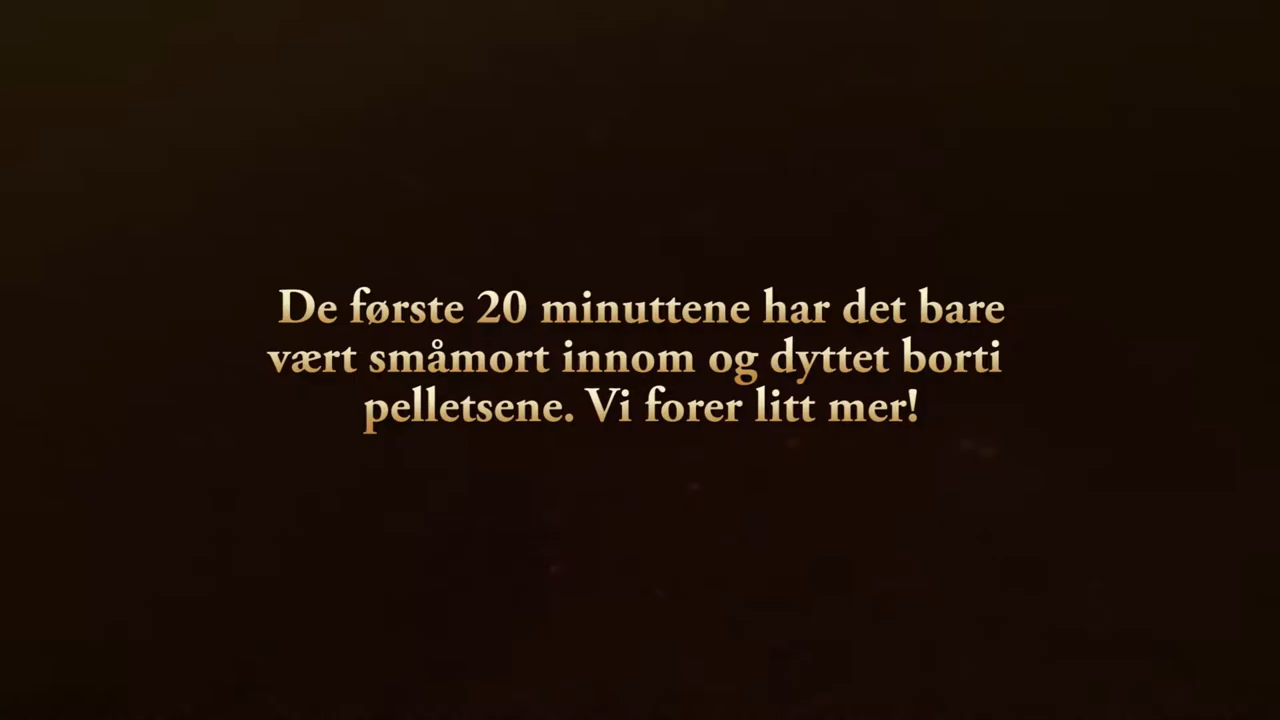 De første 20 minuttene har det bare
vært småmort innom og dyttet borti
pelletsene. Vi forer litt mer!